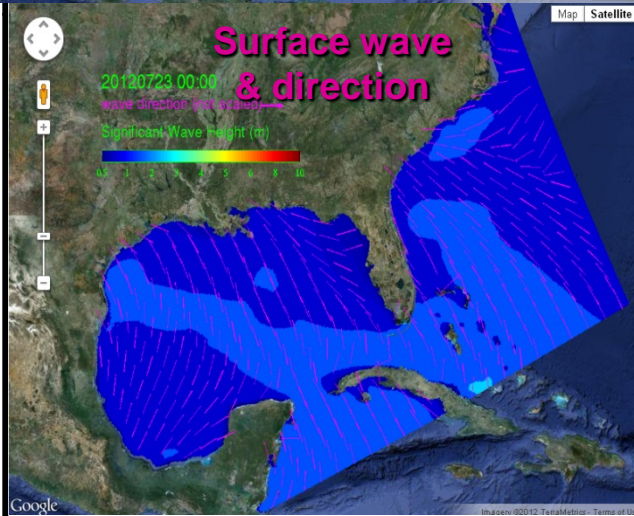 Map Satellite
Surface wave
& direction
20120723 00:00
wave direction (not scaled)
Significant Wave Height (m)
0.5 1 2 3 4 5 6 8 10
Google
Imagery ©2012 TerraMetrics - Terms of U